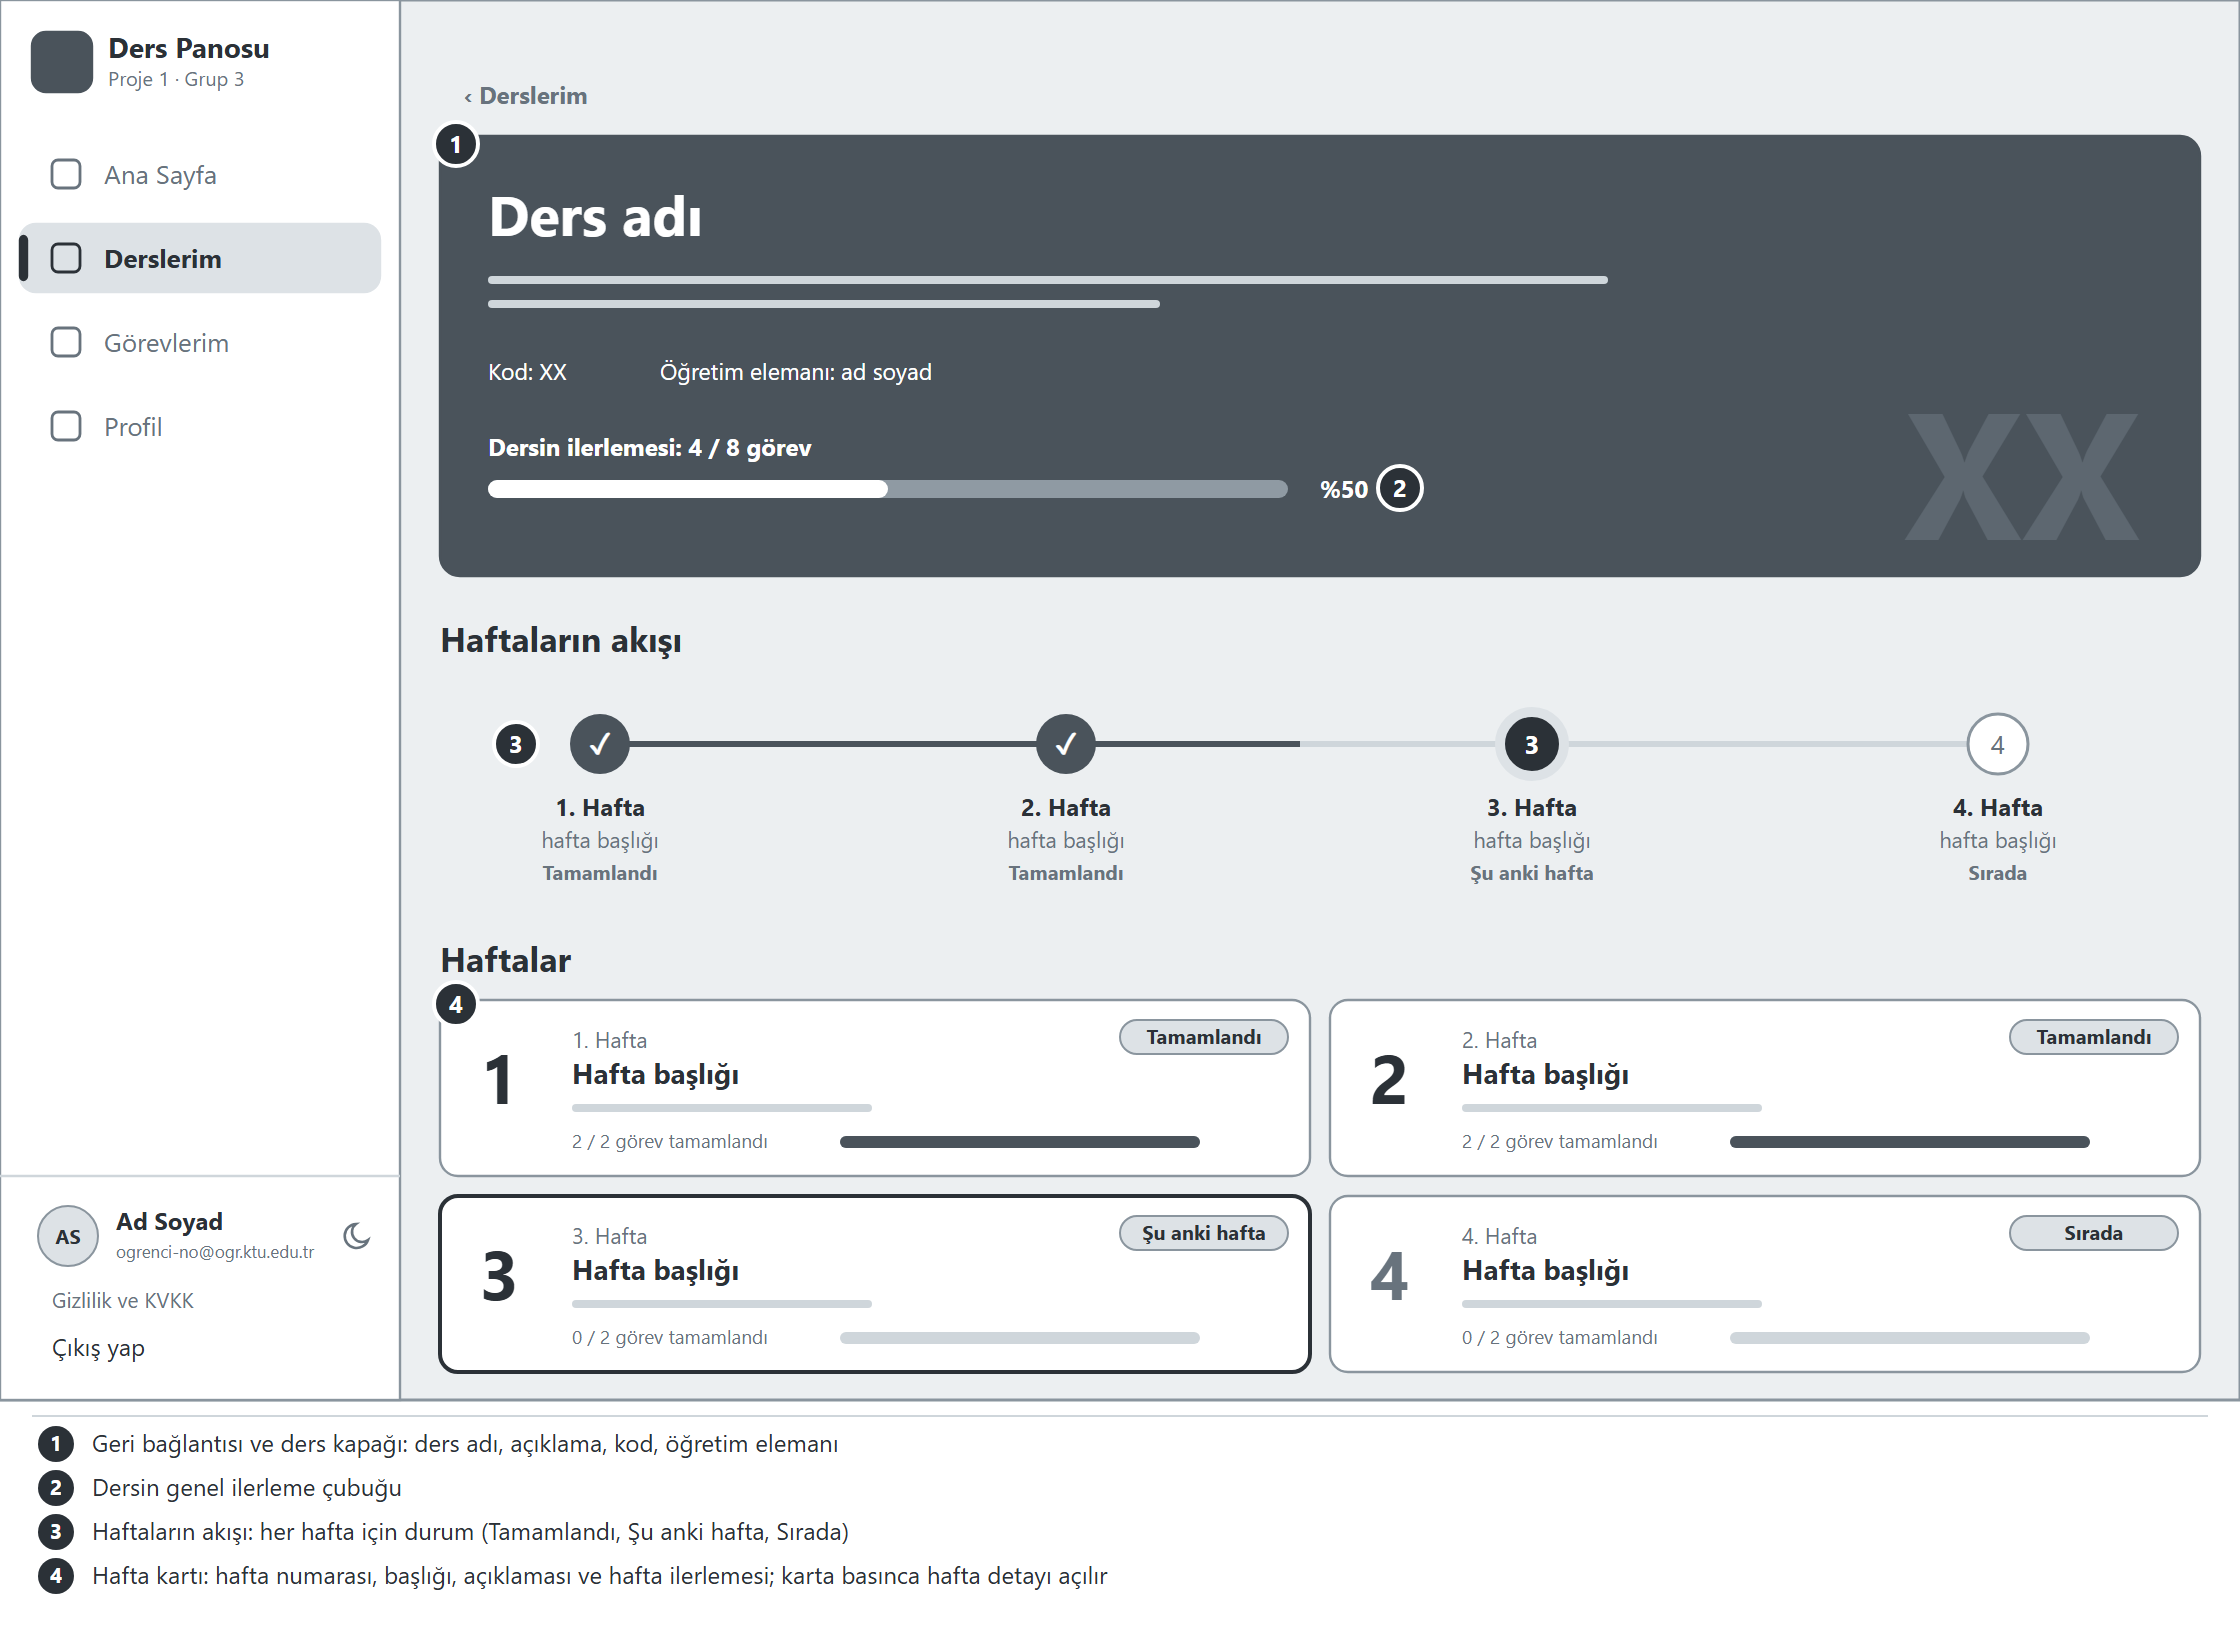 Ders Panosu
Proje 1 · Grup 3
Ana Sayfa
Derslerim
Görevlerim
Profil
AS
Ad Soyad
ogrenci-no@ogr.ktu.edu.tr
Gizlilik ve KVKK
Çıkış yap
‹ Derslerim
1
Ders adı
Kod: XX Öğretim elemanı: ad soyad
Dersin ilerlemesi: 4 / 8 görev
%50 2
XX
Haftaların akışı
3 ✓ ✓ 3 4
1. Hafta 2. Hafta 3. Hafta 4. Hafta
hafta başlığı hafta başlığı hafta başlığı hafta başlığı
Tamamlandı Tamamlandı Şu anki hafta Sırada
Haftalar
4
1
1. Hafta
Tamamlandı
Hafta başlığı
2 / 2 görev tamamlandı
2
2. Hafta
Tamamlandı
Hafta başlığı
2 / 2 görev tamamlandı
3
3. Hafta
Şu anki hafta
Hafta başlığı
0 / 2 görev tamamlandı
4
4. Hafta
Sırada
Hafta başlığı
0 / 2 görev tamamlandı
1 Geri bağlantısı ve ders kapağı: ders adı, açıklama, kod, öğretim elemanı
2 Dersin genel ilerleme çubuğu
3 Haftaların akışı: her hafta için durum (Tamamlandı, Şu anki hafta, Sırada)
4 Hafta kartı: hafta numarası, başlığı, açıklaması ve hafta ilerlemesi; karta basınca hafta detayı açılır